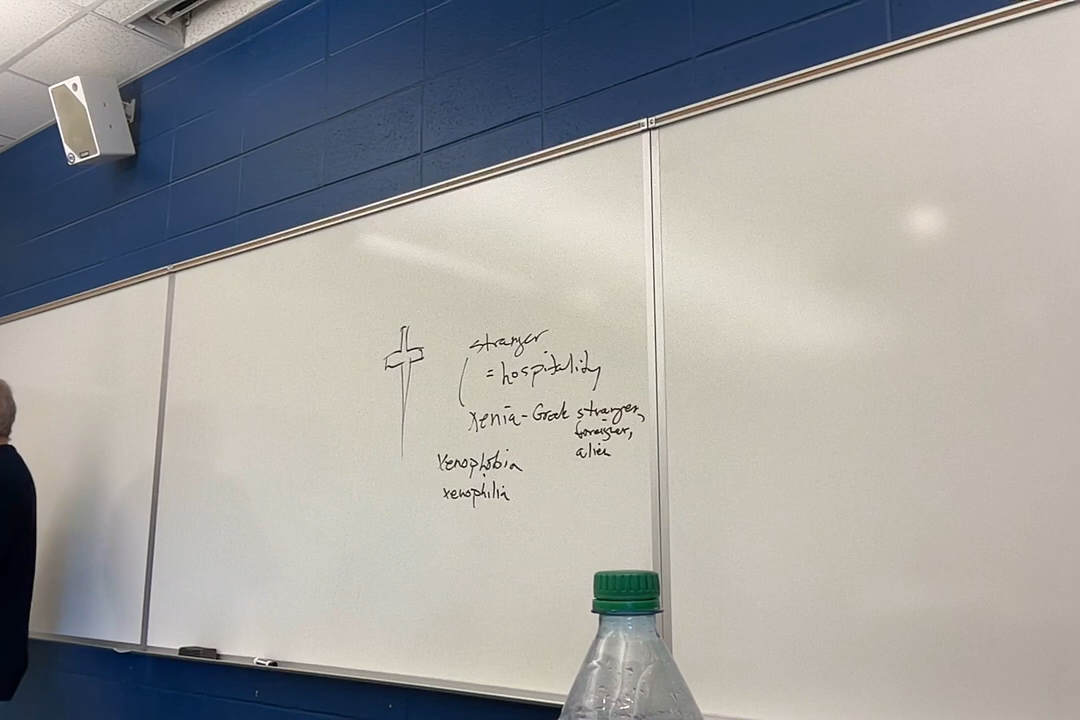 stranger
= hospitality
xenia - Greek stranger,
foreigner,
alien
xenophobia
xenophilia